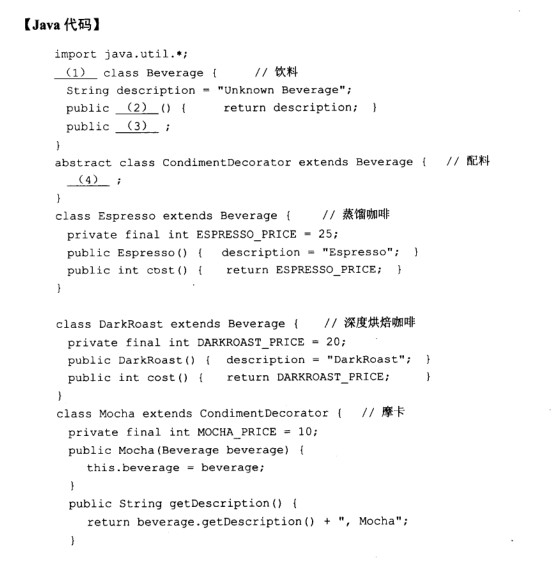 【Java 代码】
import java.util.*;
(1) class Beverage { // 饮料
String description = "Unknown Beverage";
public (2) () { return description; }
public (3) ;
}
abstract class CondimentDecorator extends Beverage { // 配料
(4) ;
}
class Espresso extends Beverage { // 蒸馏咖啡
private final int ESPRESSO_PRICE = 25;
public Espresso() { description = "Espresso"; }
public int cost() { return ESPRESSO_PRICE; }
}
class DarkRoast extends Beverage { // 深度烘焙咖啡
private final int DARKROAST_PRICE = 20;
public DarkRoast() { description = "DarkRoast"; }
public int cost() { return DARKROAST_PRICE; }
}
class Mocha extends CondimentDecorator { // 摩卡
private final int MOCHA_PRICE = 10;
public Mocha(Beverage beverage) {
this.beverage = beverage;
}
public String getDescription() {
return beverage.getDescription() + ", Mocha";
}